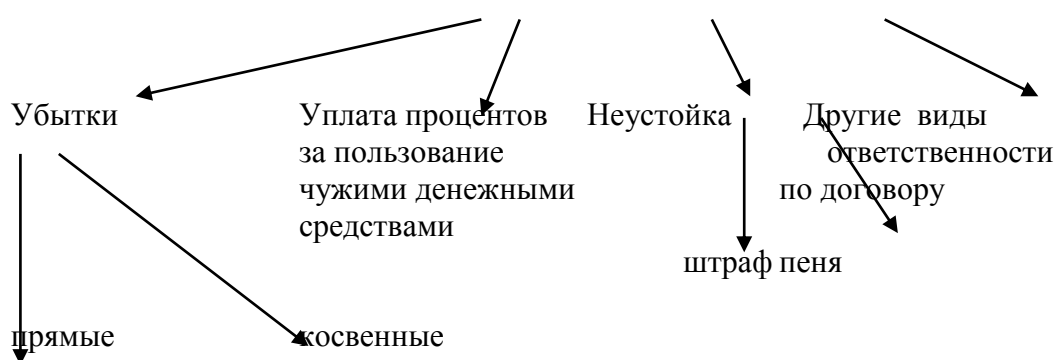 Убытки Уплата процентов Неустойка Другие виды
за пользование ответственности
чужими денежными по договору
средствами
штраф пеня
прямые косвенные